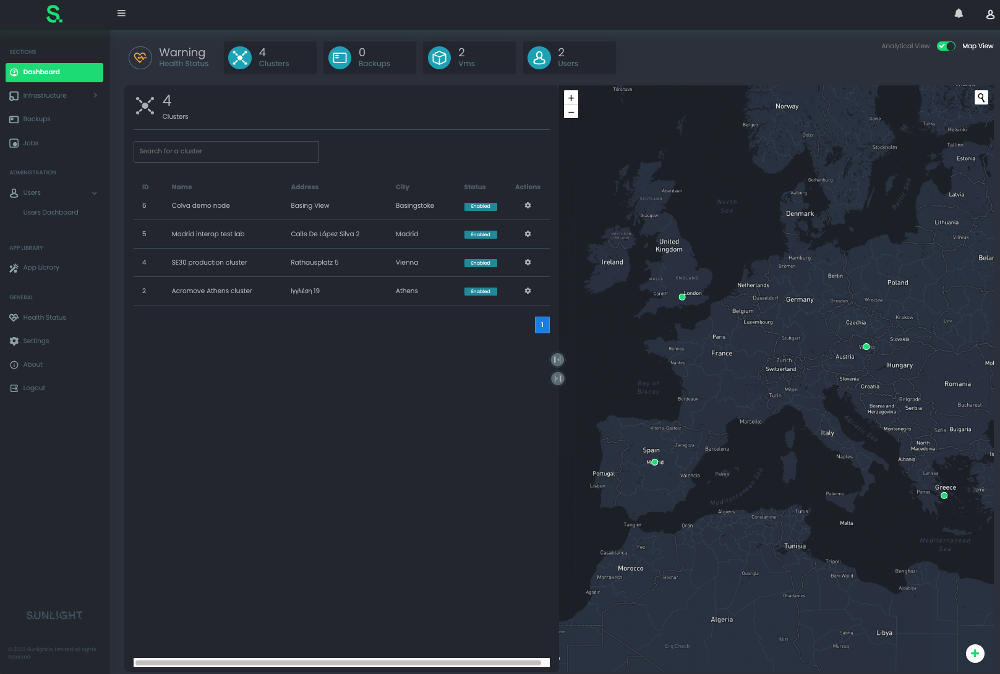 S.
SECTIONS
Dashboard
Infrastructure
Backups
Jobs
ADMINISTRATION
Users
Users Dashboard
APP LIBRARY
App Library
GENERAL
Health Status
Settings
About
Logout
SUNLIGHT
© 2023 Sunlight.io Limited all rights
reserved
Warning
Health Status
4
Clusters
0
Backups
2
Vms
2
Users
Analytical View
Map View
4
Clusters
Search for a cluster
ID Name Address City Status Actions
6 Colva demo node Basing View Basingstoke Enabled
5 Madrid interop test lab Calle De López Silva 2 Madrid Enabled
4 SE30 production cluster Rathausplatz 5 Vienna Enabled
2 Acromove Athens cluster Ιγγλέση 19 Athens Enabled
1
+
−
Tórshavn
Norway
Bergen
Gävle
Turku
Helsinki
Oslo
Stockholm
Tallinn
Estonia
Gothenburg
Baltic Sea
Aberdeen
SCOTLAND
Aalborg
Latvia
North
Sea
Glasgow
Denmark
Lithuania
NORTHERN
IRELAND
Vilnius
United
Kingdom
Hamburg
Belar
Ireland
Bremen
WALES
ENGLAND
Berlin
Poland
Netherlands
Cardiff
London
Dusseldorf
Germany
Dresden
Wrocław
Belgium
Luxembourg
Czechia
Krakow
Lviv
Paris
Stuttgart
Slovakia
Rennes
France
Austria
Nantes
Zurich
Switzerland
Hungary
Mol
Slovenia
Croatia
Romania
Bay of
Biscay
Milan
Turin
Bordeaux
Belgrade
Bosnia and
Herzegovina
Serbia
Bucharest
Marseille
Adriatic Sea
Vitoria-Gasteiz
Montenegro
Sofia
Bulgaria
Italy
Zaragoza
Barcelona
Spain
North
Macedonia
Naples
Albania
Is
Portugal
Valencia
Palma
Larissa
Lisbon
Mediterranean Sea
Greece
Patras
Izmir
Palermo
Algiers
Constantine
Tunis
Tangier
Oran
Malta
Mediterranean
Sea
Fez
Tunisia
Casablanca
Morocco
Tripoli
Marrakesh
Bechar
Ouargla
Bani Walid
Benghazi
Ajdabiya
Agadir
Ghadames
Algeria
ne
Sabha
Libya
Illizi
Erg Chech
Murzuq
+